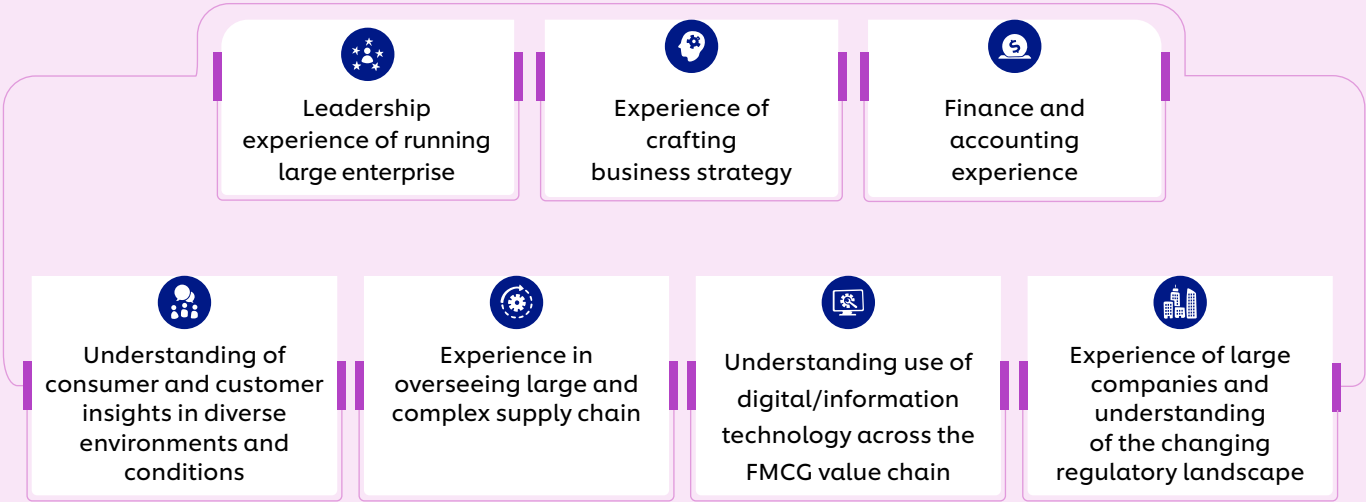 Leadership
experience of running
large enterprise
Experience of
crafting
business strategy
Finance and
accounting
experience
Understanding of
consumer and customer
insights in diverse
environments and
conditions
Experience in
overseeing large and
complex supply chain
Understanding use of
digital/information
technology across the
FMCG value chain
Experience of large
companies and
understanding
of the changing
regulatory landscape